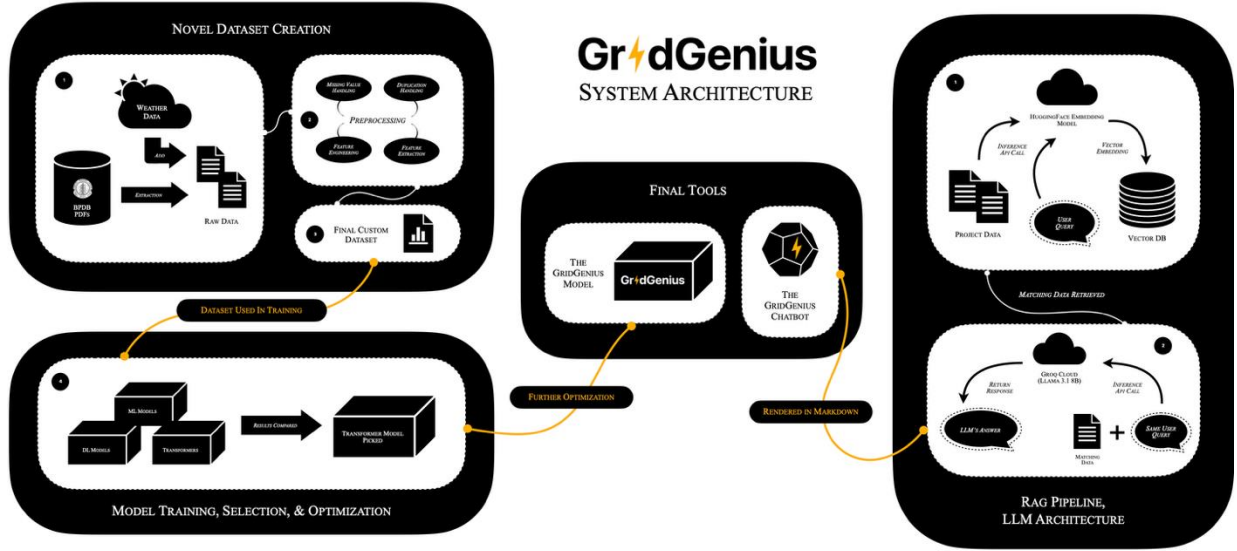 NOVEL DATASET CREATION
1
WEATHER
DATA
ADD
BPDB
PDFS
EXTRACTION
RAW DATA
2
MISSING VALUE
HANDLING
DUPLICATION
HANDLING
PREPROCESSING
FEATURE
ENGINEERING
FEATURE
EXTRACTION
3
FINAL CUSTOM
DATASET
DATASET USED IN TRAINING
4
ML MODELS
DL MODELS
TRANSFORMERS
RESULTS COMPARED
TRANSFORMER MODEL
PICKED
MODEL TRAINING, SELECTION, & OPTIMIZATION
GridGenius
SYSTEM ARCHITECTURE
FINAL TOOLS
THE
GRIDGENIUS
MODEL
GridGenius
THE
GRIDGENIUS
CHATBOT
FURTHER OPTIMIZATION
RENDERED IN MARKDOWN
1
HUGGINGFACE EMBEDDING
MODEL
INFERENCE
API CALL
VECTOR
EMBEDDING
PROJECT DATA
USER
QUERY
VECTOR DB
MATCHING DATA RETRIEVED
2
GROQ CLOUD
(LLAMA 3.1 8B)
RETURN
RESPONSE
INFERENCE
API CALL
LLM'S ANSWER
MATCHING
DATA
+
SAME USER
QUERY
RAG PIPELINE,
LLM ARCHITECTURE